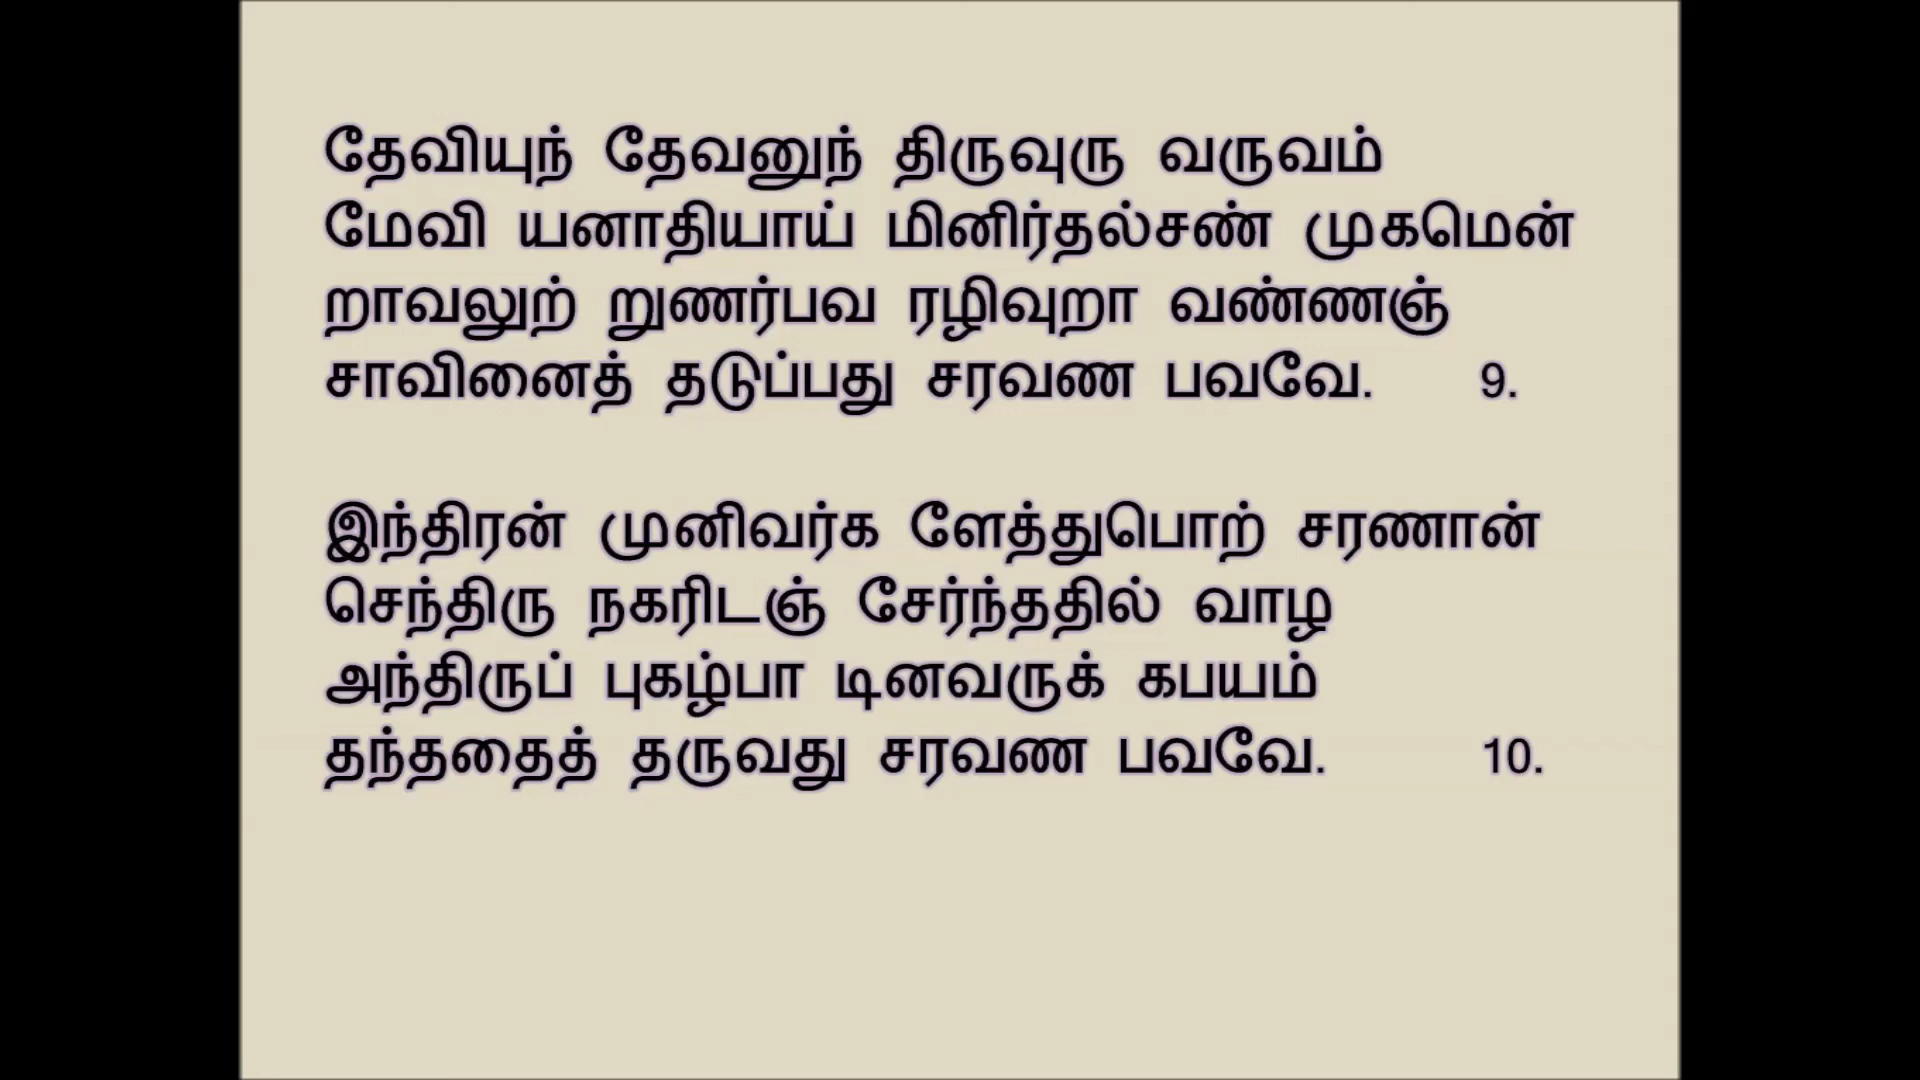 தேவியுந் தேவனுந் திருவுரு வருவம்
மேவி யனாதியாய் மினிர்தல்சண் முகமென்
றாவலுற் றுணர்பவ ரழிவுறா வண்ணஞ்
சாவினைத் தடுப்பது சரவண பவவே. 9.
இந்திரன் முனிவர்க ளேத்துபொற் சரணான்
செந்திரு நகரிடஞ் சேர்ந்ததில் வாழ
அந்திருப் புகழ்பா டினவருக் கபயம்
தந்ததைத் தருவது சரவண பவவே. 10.